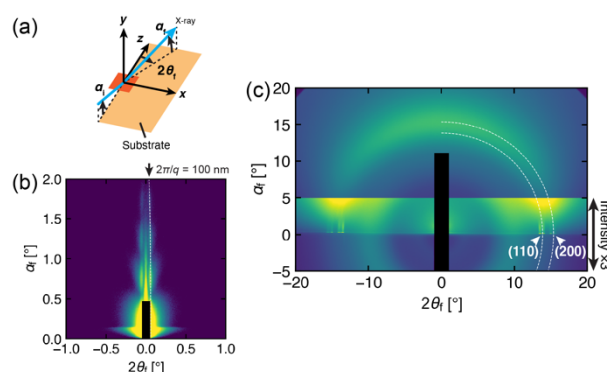 (a)
y
α_f
X-ray
z
2θ_f
α_i
x
Substrate
(b)
2π/q = 100 nm
α_f [°]
2.0
1.5
1.0
0.5
0.0
-1.0 -0.5 0.0 0.5 1.0
2θ_f [°]
(c)
α_f [°]
20
15
10
5
0
-5
(110) (200)
Intensity ×3
-20 -10 0 10 20
2θ_f [°]